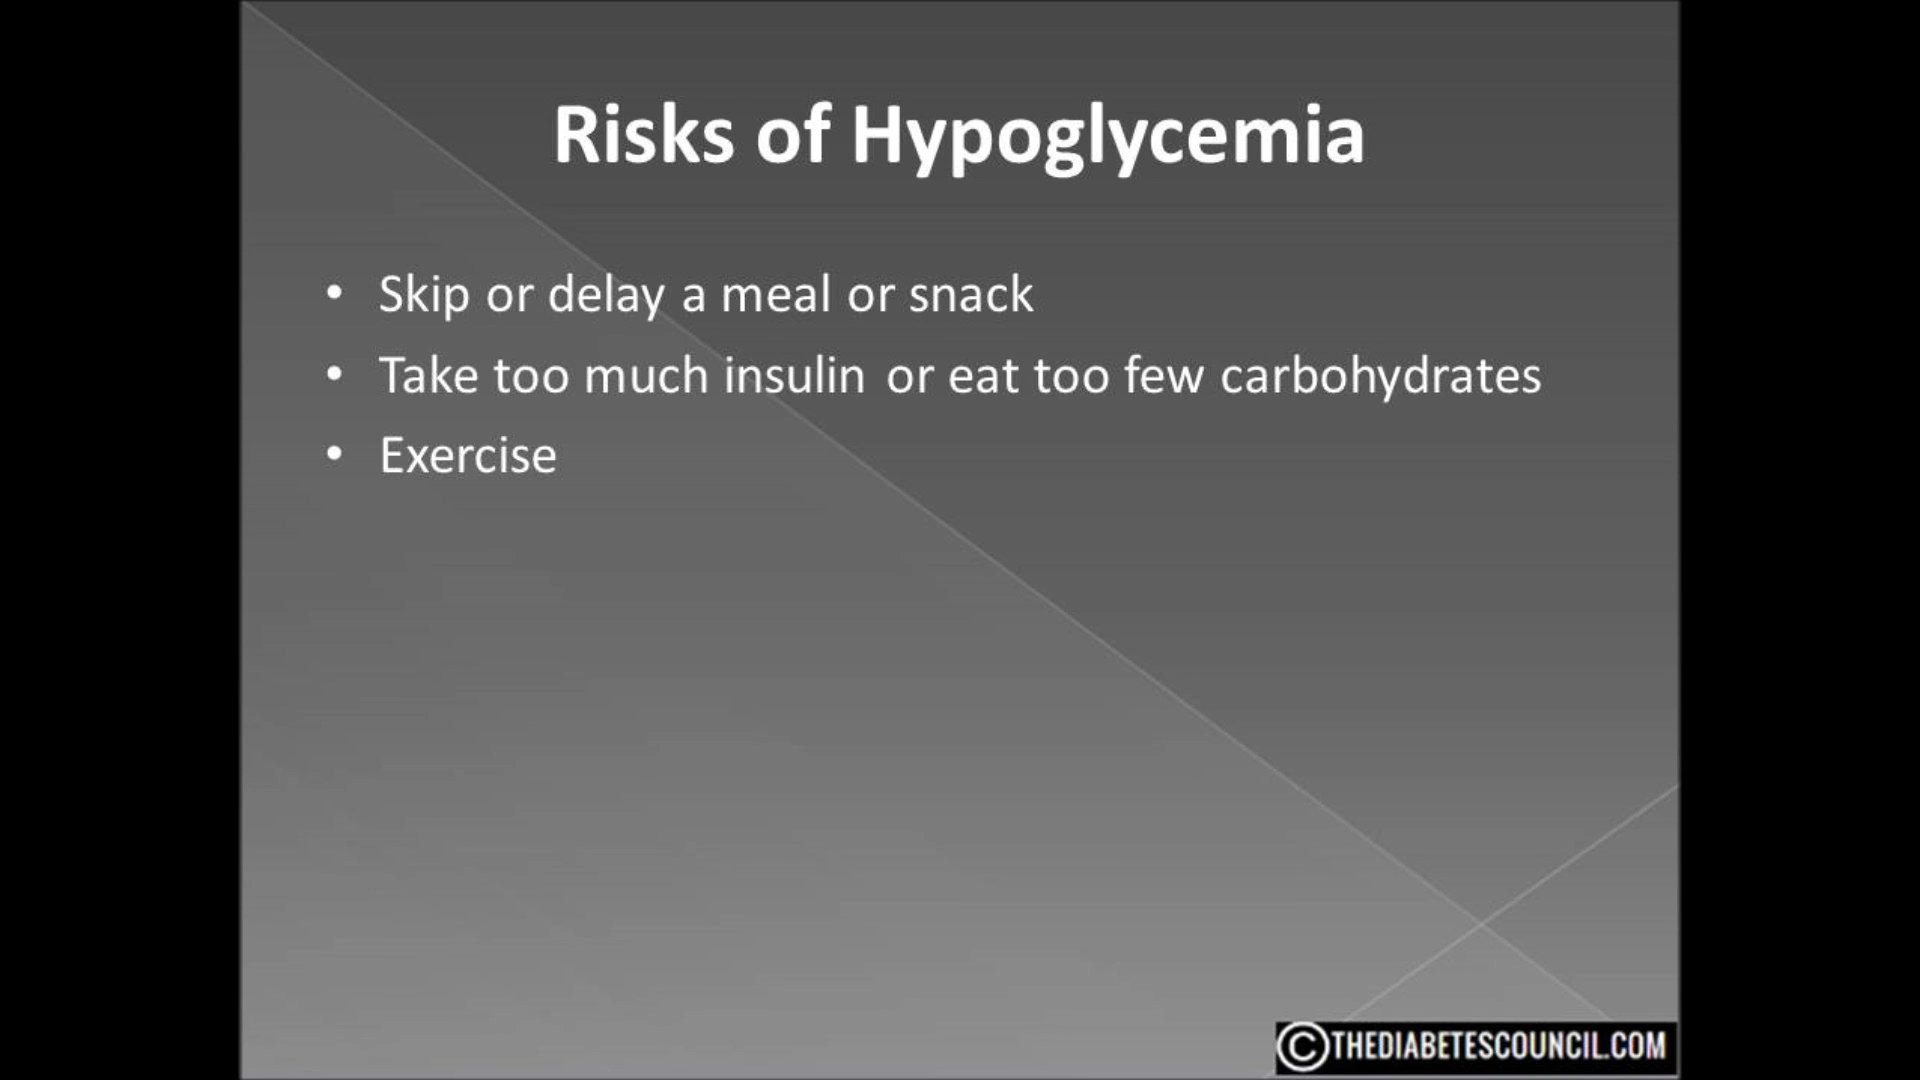 Risks of Hypoglycemia
• Skip or delay a meal or snack
• Take too much insulin or eat too few carbohydrates
• Exercise
©THEDIABETESCOUNCIL.COM